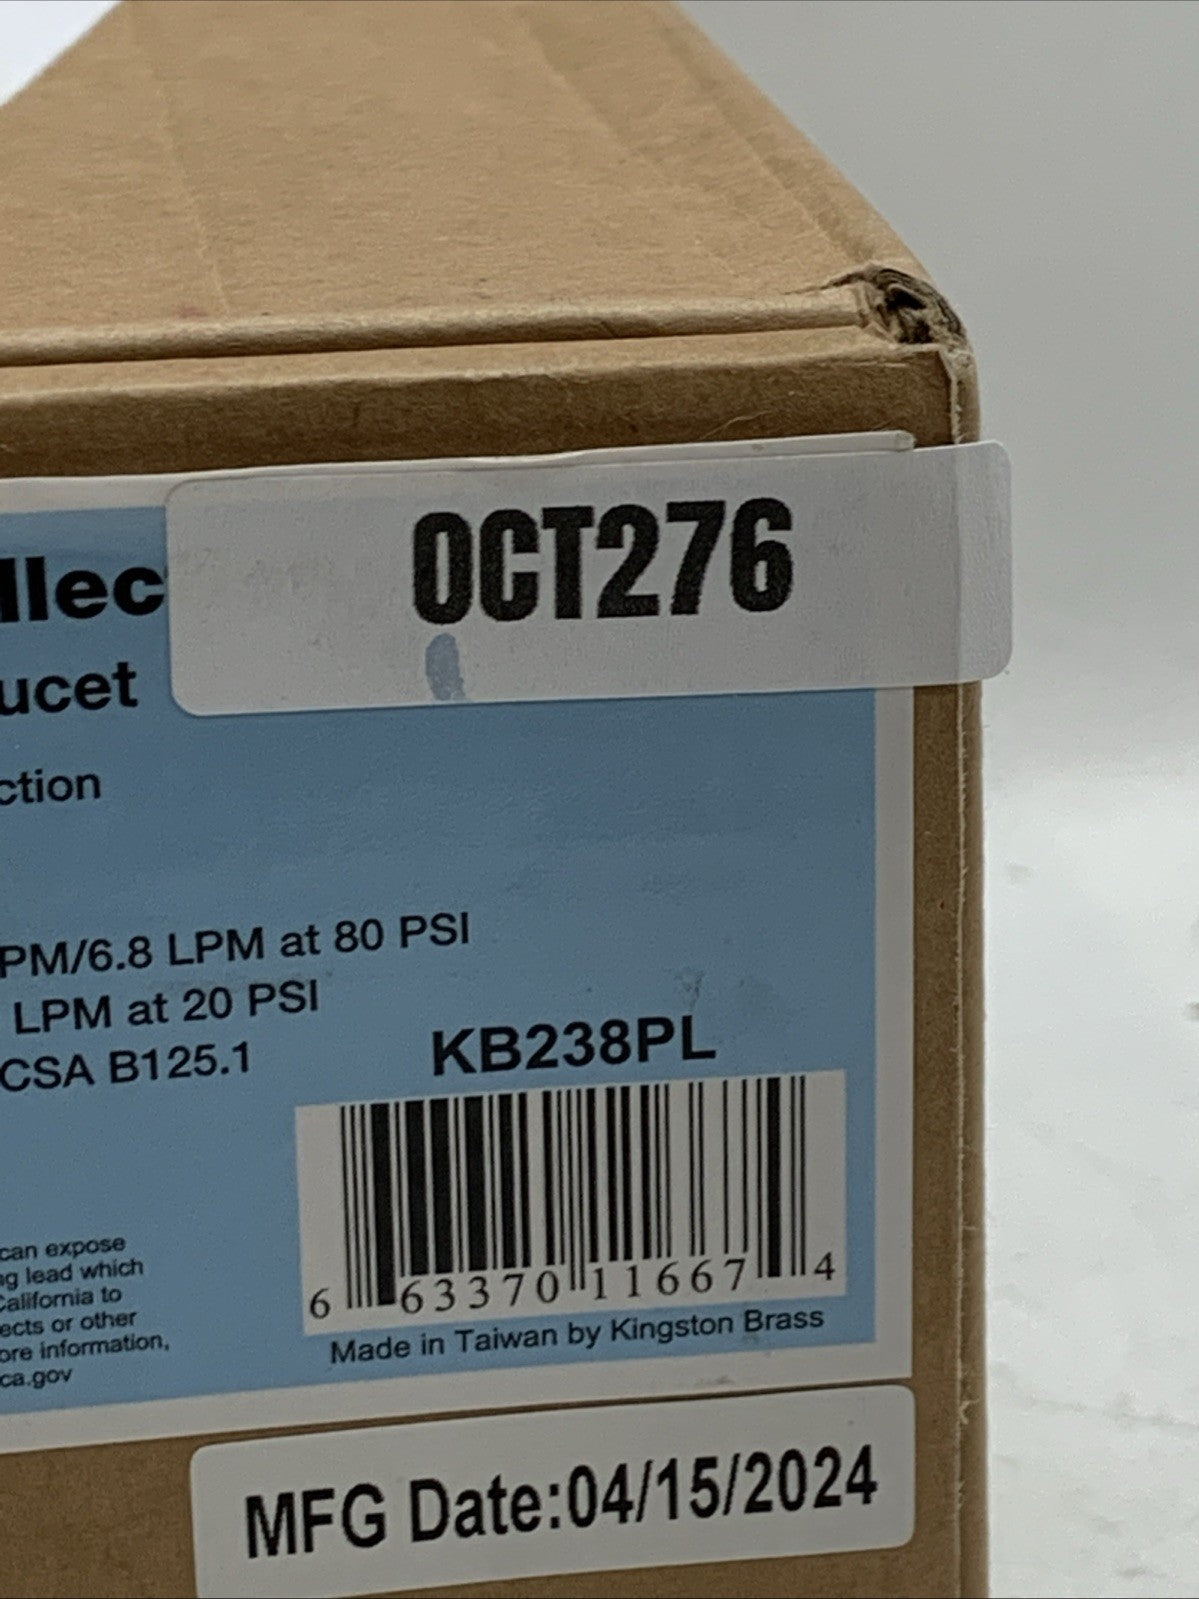 OCT276
llec
ucet
ction
PM/6.8 LPM at 80 PSI
LPM at 20 PSI
CSA B125.1
KB238PL
6 63370 11667 4
Made in Taiwan by Kingston Brass
can expose
ng lead which
California to
ects or other
ore information,
ca.gov
MFG Date:04/15/2024